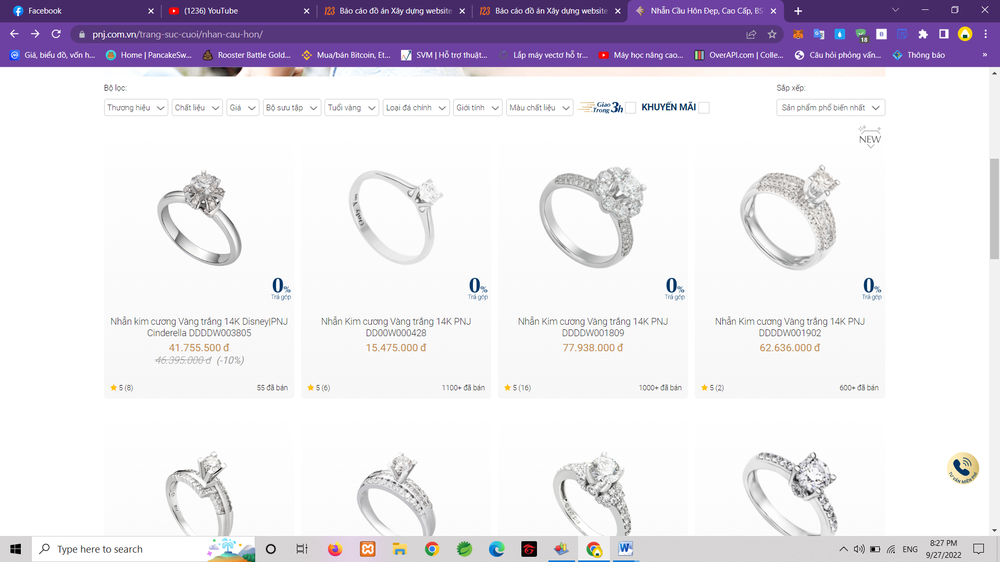 Facebook
(1236) YouTube
Báo cáo đồ án Xây dựng website
Báo cáo đồ án Xây dựng website
Nhẫn Cầu Hôn Đẹp, Cao Cấp, BS
pnj.com.vn/trang-suc-cuoi/nhan-cau-hon/
18
Giá, biểu đồ, vốn h...
Home | PancakeSw...
Rooster Battle Gold...
Mua/bán Bitcoin, Et...
SVM | Hỗ trợ thuật...
Lắp máy vectơ hỗ tr...
Máy học nâng cao...
OverAPI.com | Colle...
Câu hỏi phỏng vấn...
Thông báo
»
Bộ lọc:
Sắp xếp:
Thương hiệu
Chất liệu
Giá
Bộ sưu tập
Tuổi vàng
Loại đá chính
Giới tính
Màu chất liệu
Giao Trong 3h
KHUYẾN MÃI
Sản phẩm phổ biến nhất
NEW
Only You
0%
Trả góp
0%
Trả góp
0%
Trả góp
0%
Trả góp
Nhẫn kim cương Vàng trắng 14K Disney|PNJ
Cinderella DDDDW003805
41.755.500 đ
46.395.000 đ (-10%)
5 (8)
55 đã bán
Nhẫn Kim cương Vàng trắng 14K PNJ
DD00W000428
15.475.000 đ
5 (6)
1100+ đã bán
Nhẫn Kim cương Vàng trắng 14K PNJ
DDDDW001809
77.938.000 đ
5 (16)
1000+ đã bán
Nhẫn Kim cương Vàng trắng 14K PNJ
DDDDW001902
62.636.000 đ
5 (2)
600+ đã bán
TƯ VẤN MIỄN PHÍ
Type here to search
ENG
8:27 PM
9/27/2022